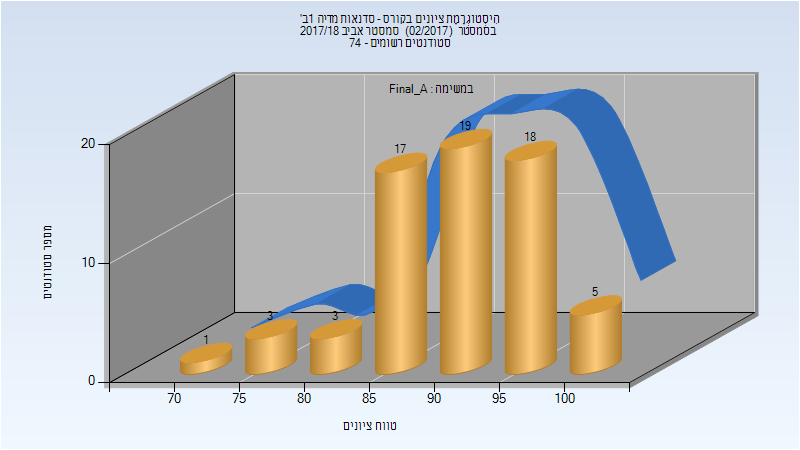 היסטוגרמת ציונים בקורס - סדנאות מדיה 1ב'
בסמסטר (02/2017) סמסטר אביב 2017/18
סטודנטים רשומים - 74
במשימה : Final_A
20
10
0
מספר סטודנטים
1
3
3
17
19
18
5
70
75
80
85
90
95
100
טווח ציונים